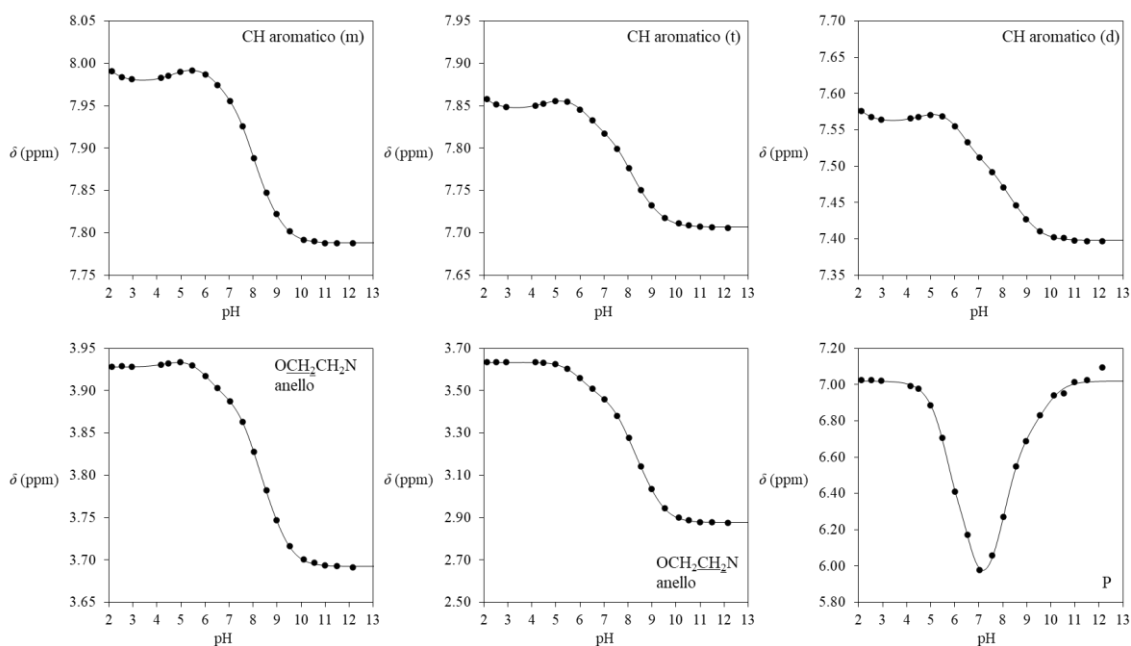 8.05
8.00
7.95
7.90
7.85
7.80
7.75
δ (ppm)
CH aromatico (m)
2 3 4 5 6 7 8 9 10 11 12 13
pH
7.95
7.90
7.85
7.80
7.75
7.70
7.65
δ (ppm)
CH aromatico (t)
2 3 4 5 6 7 8 9 10 11 12 13
pH
7.70
7.65
7.60
7.55
7.50
7.45
7.40
7.35
δ (ppm)
CH aromatico (d)
2 3 4 5 6 7 8 9 10 11 12 13
pH
3.95
3.90
3.85
3.80
3.75
3.70
3.65
δ (ppm)
OCH₂CH₂N
anello
2 3 4 5 6 7 8 9 10 11 12 13
pH
3.70
3.50
3.30
3.10
2.90
2.70
2.50
δ (ppm)
OCH₂CH₂N
anello
2 3 4 5 6 7 8 9 10 11 12 13
pH
7.20
7.00
6.80
6.60
6.40
6.20
6.00
5.80
δ (ppm)
P
2 3 4 5 6 7 8 9 10 11 12 13
pH